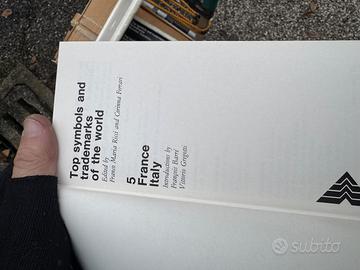 Top symbols and
trademarks
of the world
Edited by
Franco Maria Ricci and Corinna Ferrari
5
France
Italy
Introductions by
François Barré
Vittorio Gregotti
subito